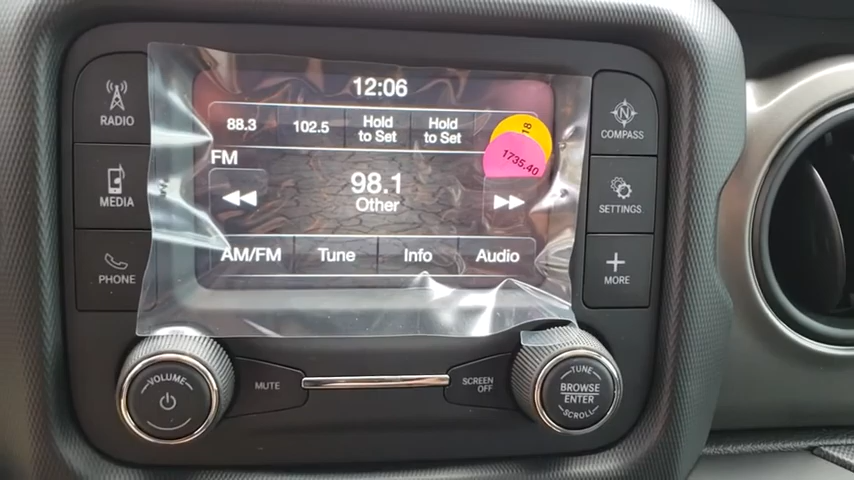 12:06
88.3 102.5 Hold to Set Hold to Set
18
1735.40
FM
98.1
Other
AM/FM Tune Info Audio
RADIO
MEDIA
PHONE
COMPASS
SETTINGS
MORE
VOLUME
MUTE
SCREEN OFF
TUNE
BROWSE
ENTER
SCROLL